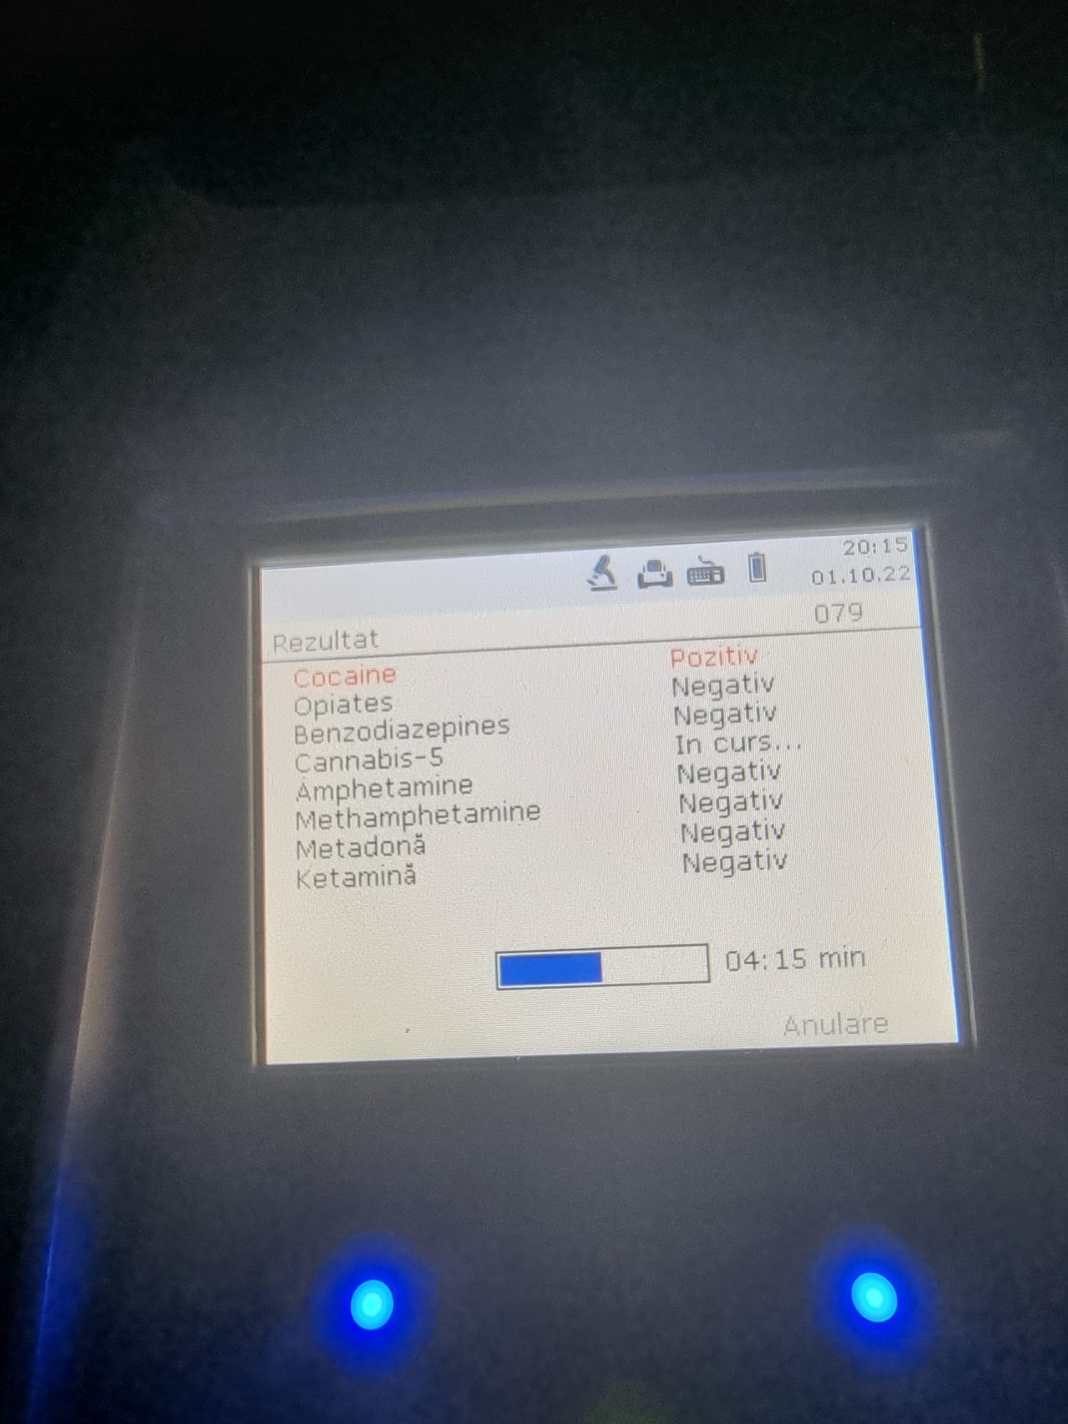 20:15
01.10.22
079
Rezultat
Cocaine Pozitiv
Opiates Negativ
Benzodiazepines Negativ
Cannabis-5 In curs...
Amphetamine Negativ
Methamphetamine Negativ
Metadonă Negativ
Ketamină Negativ
04:15 min
Anulare